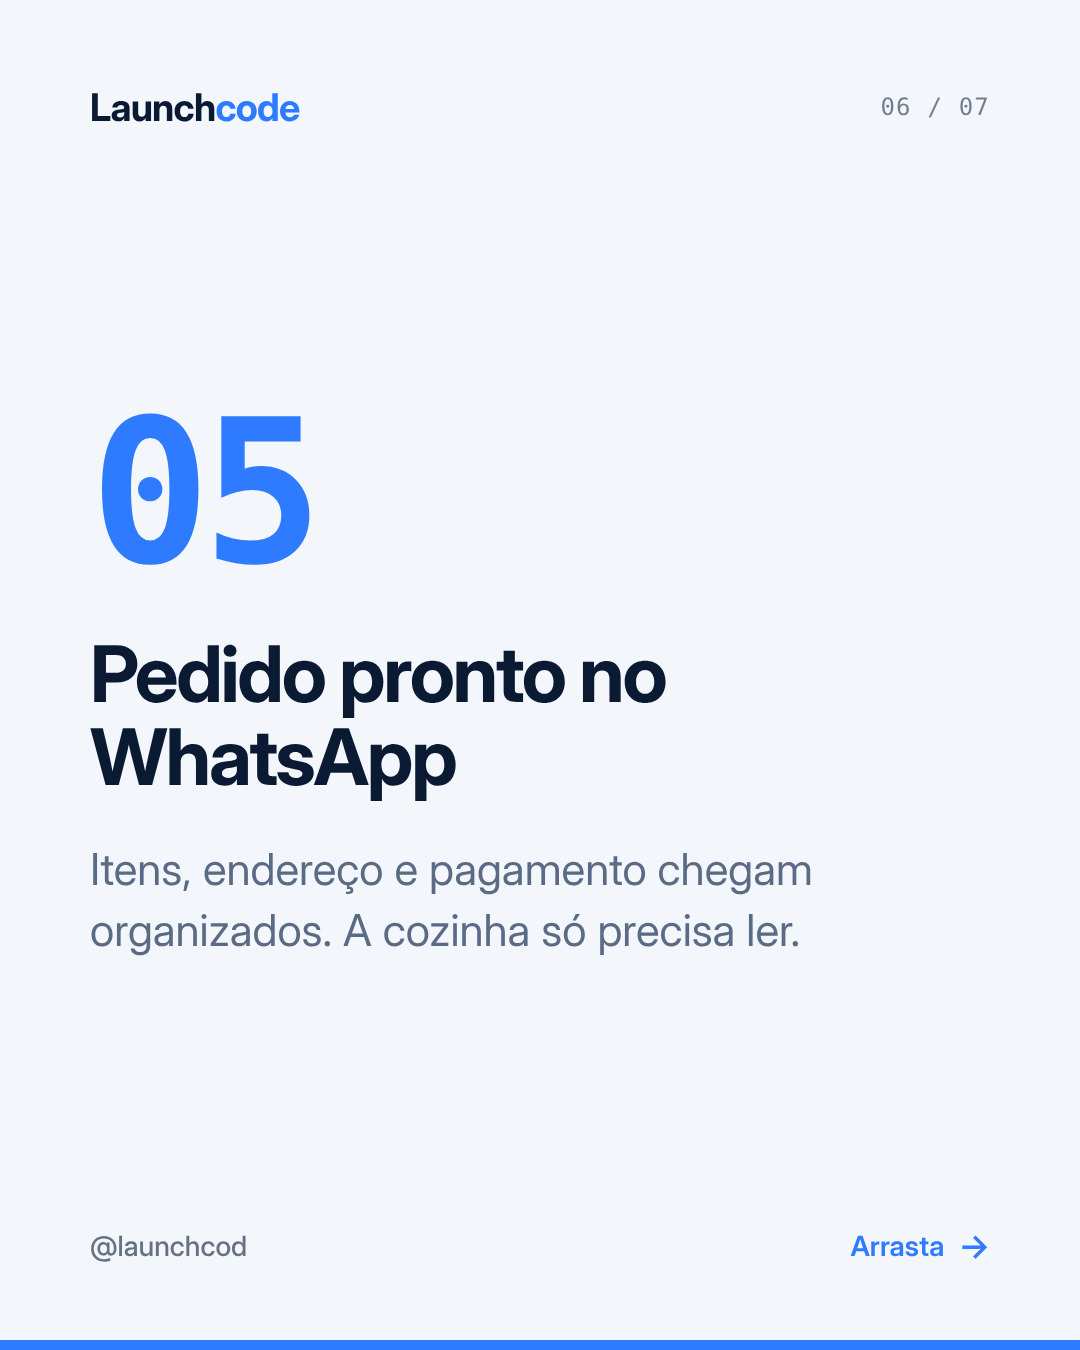 Launchcode
06 / 07
05
Pedido pronto no
WhatsApp
Itens, endereço e pagamento chegam
organizados. A cozinha só precisa ler.
@launchcod
Arrasta →